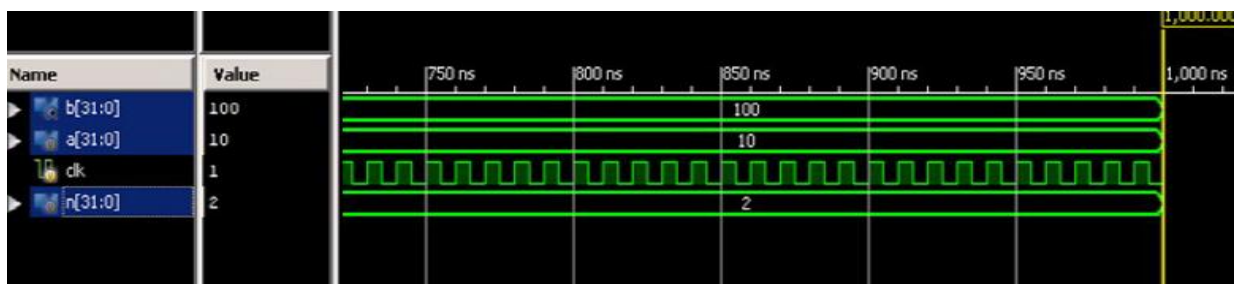 1,000.000
Name Value 750 ns 800 ns 850 ns 900 ns 950 ns 1,000 ns
b[31:0] 100 100
a[31:0] 10 10
clk 1
n[31:0] 2 2